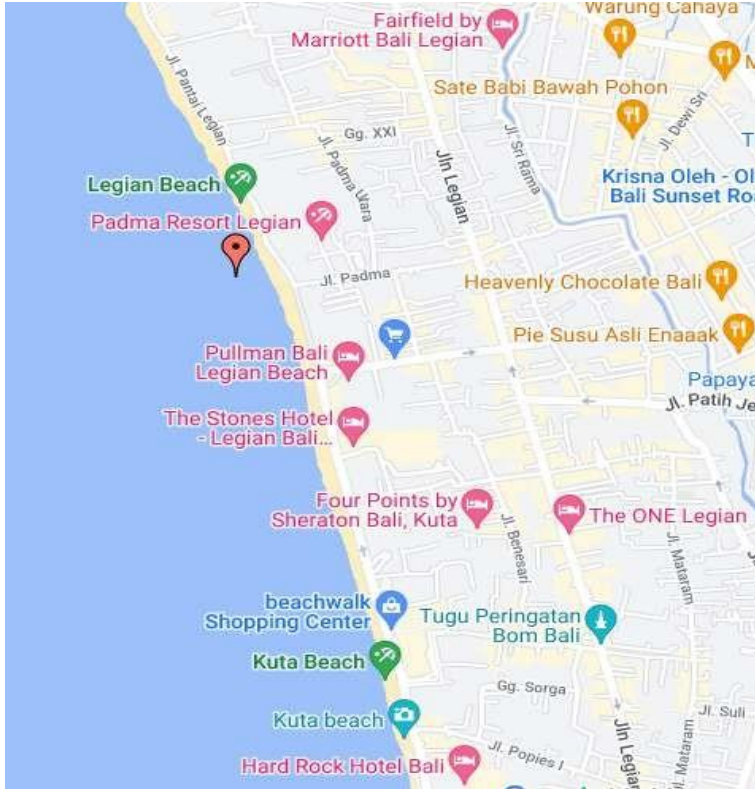 Warung Cahaya
Fairfield by
Marriott Bali Legian
Jl. Pantai Legian
Sate Babi Bawah Pohon
Gg. XXI
Jl. Padma Utara
Jln Legian
Jl. Sri Rama
Jl. Dewi Sri
Legian Beach
Krisna Oleh - Ol
Bali Sunset Roa
Padma Resort Legian
Jl. Padma
Heavenly Chocolate Bali
Pie Susu Asli Enaaak
Pullman Bali
Legian Beach
Papaya
Jl. Patih Je
The Stones Hotel
- Legian Bali...
Four Points by
Sheraton Bali, Kuta
The ONE Legian
Jl. Benesari
Jl. Mataram
beachwalk
Shopping Center
Tugu Peringatan
Bom Bali
Kuta Beach
Gg. Sorga
Kuta beach
Jl. Suli
Jln Legian
Jl. Mataram
Jl. Popies I
Hard Rock Hotel Bali